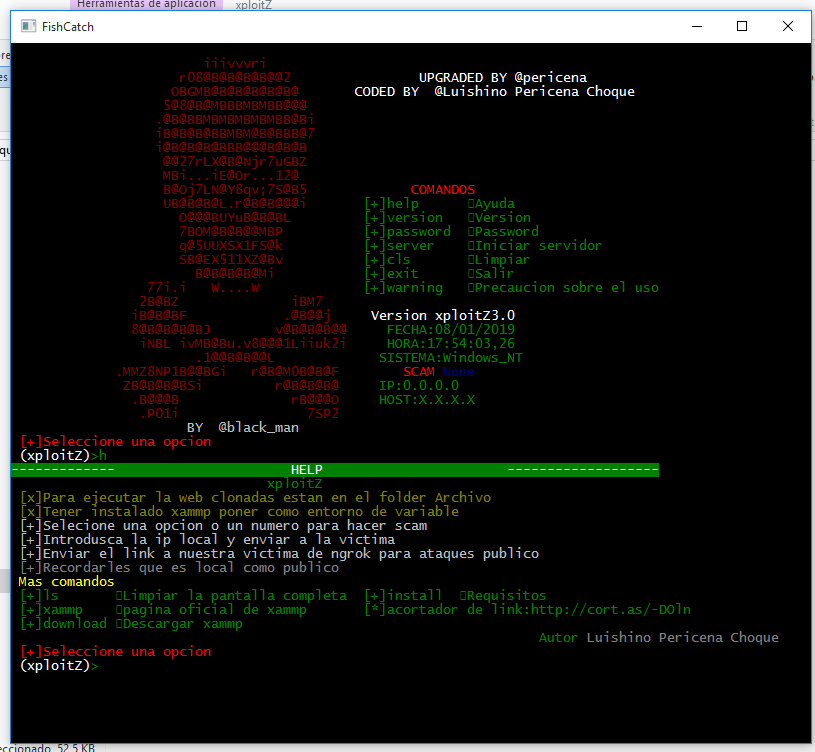 Herramientas de aplicación xploitZ
FishCatch
iiivvvri
rO8@B@B@B@B@@2 UPGRADED BY @pericena
OBGMB@B@B@B@B@B@ CODED BY @Luishino Pericena Choque
5@8@B@MBBBMBMBB@@@
.@B@BBMBMBMBMBMBB@Bi
iB@B@B@BBMBM@B@BBB@7
i@B@B@B@BBB@@B@B@B
@@27rLX@B@Njr7uGBZ
MBi...iE@Or...12@
B@Oj7LN@Y8qv;7S@B5 COMANDOS
UB@B@B@L.r@B@B@@@i [+]help Ayuda
O@@@BUYuB@B@BL [+]version Version
7BOM@B@B@@MBP [+]password Password
q@5UUXSX1FS@k [+]server Iniciar servidor
SB@EX511XZ@Bv [+]cls Limpiar
B@B@B@B@Mi [+]exit Salir
77i.i W....W [+]warning Precaucion sobre el uso
2B@BZ iBM7
iB@B@BF .@B@@j Version xploitZ3.0
8@B@B@B@BJ v@B@B@B@@ FECHA:08/01/2019
iNBL ivMB@Bu.v8@@@1Liiuk2i HORA:17:54:03,26
.1@@B@B@@L SISTEMA:Windows_NT
.MMZ8NP1B@@BGi r@B@MOB@B@F SCAM None
ZB@B@B@BSi r@B@B@B@ IP:0.0.0.0
.B@@@B rB@@@O HOST:X.X.X.X
.PO1i 7SP2
BY @black_man
[+]Seleccione una opcion
(xploitZ)>h
------------- HELP -------------------
xploitZ
[x]Para ejecutar la web clonadas estan en el folder Archivo
[x]Tener instalado xammp poner como entorno de variable
[+]Selecione una opcion o un numero para hacer scam
[+]Introdusca la ip local y enviar a la victima
[+]Enviar el link a nuestra victima de ngrok para ataques publico
[+]Recordarles que es local como publico
Mas comandos
[+]ls Limpiar la pantalla completa [+]install Requisitos
[+]xammp pagina oficial de xammp [*]acortador de link:http://cort.as/-DOln
[+]download Descargar xammp
Autor Luishino Pericena Choque
[+]Seleccione una opcion
(xploitZ)>
eccionado 52,5 KB